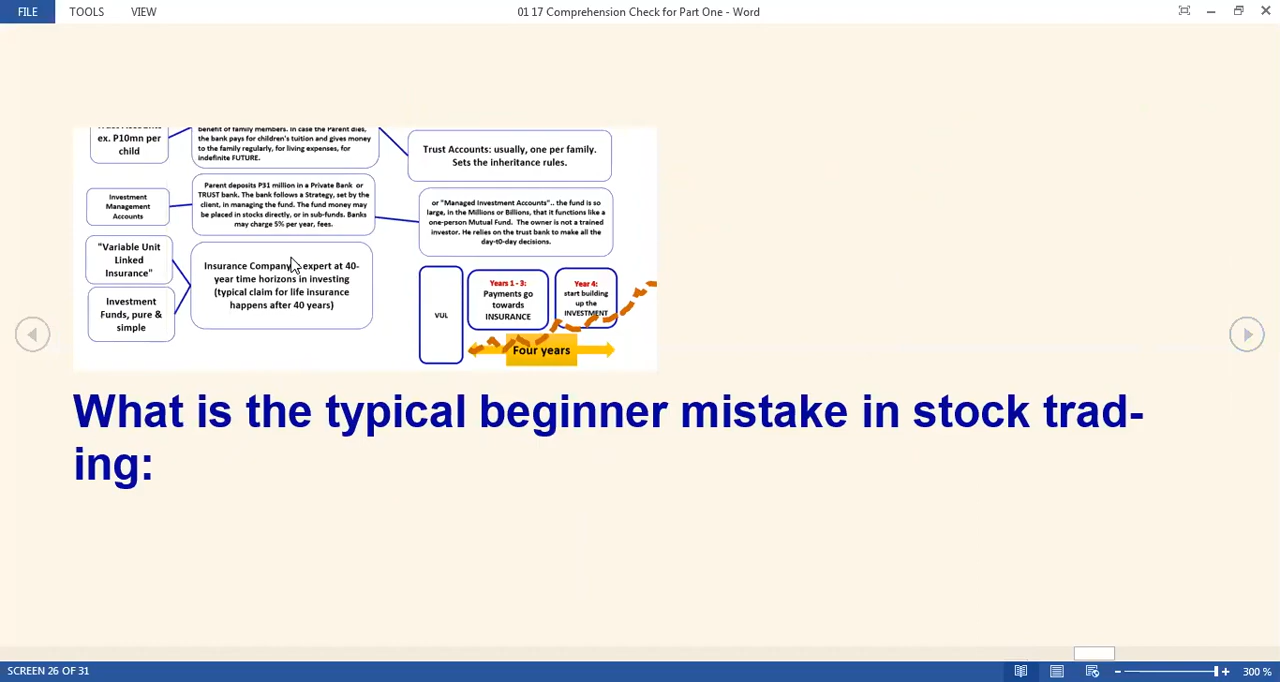 FILE TOOLS VIEW 01 17 Comprehension Check for Part One - Word
ex. P10mn per
child
benefit of family members. In case the Parent dies,
the bank pays for children's tuition and gives money
to the family regularly, for living expenses, for
indefinite FUTURE.
Trust Accounts: usually, one per family.
Sets the inheritance rules.
Investment
Management
Accounts
Parent deposits P31 million in a Private Bank or
TRUST bank. The bank follows a Strategy, set by the
client, in managing the fund. The fund money may
be placed in stocks directly, or in sub-funds. Banks
may charge 5% per year, fees.
or "Managed Investment Accounts".. the fund is so
large, in the Millions or Billions, that it functions like a
one-person Mutual Fund. The owner is not a trained
investor. He relies on the trust bank to make all the
day-t0-day decisions.
"Variable Unit
Linked
Insurance"
Investment
Funds, pure &
simple
Insurance Company expert at 40-
year time horizons in investing
(typical claim for life insurance
happens after 40 years)
VUL
Years 1 - 3:
Payments go
towards
INSURANCE
Year 4:
start building
up the
INVESTMENT
Four years
What is the typical beginner mistake in stock trad-
ing:
SCREEN 26 OF 31
300 %